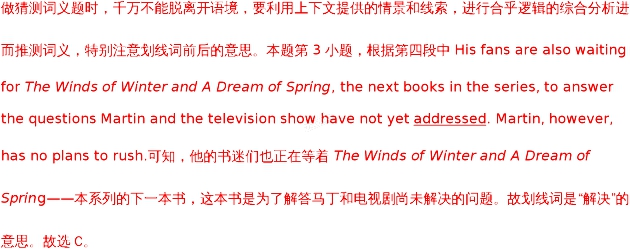 做猜测词义题时，千万不能脱离开语境，要利用上下文提供的情景和线索，进行合乎逻辑的综合分析进
而推测词义，特别注意划线词前后的意思。本题第 3 小题，根据第四段中 His fans are also waiting
for The Winds of Winter and A Dream of Spring, the next books in the series, to answer
the questions Martin and the television show have not yet addressed. Martin, however,
has no plans to rush.可知，他的书迷们也正在等着 The Winds of Winter and A Dream of
Spring——本系列的下一本书，这本书是为了解答马丁和电视剧尚未解决的问题。故划线词是“解决”的
意思。故选 C。